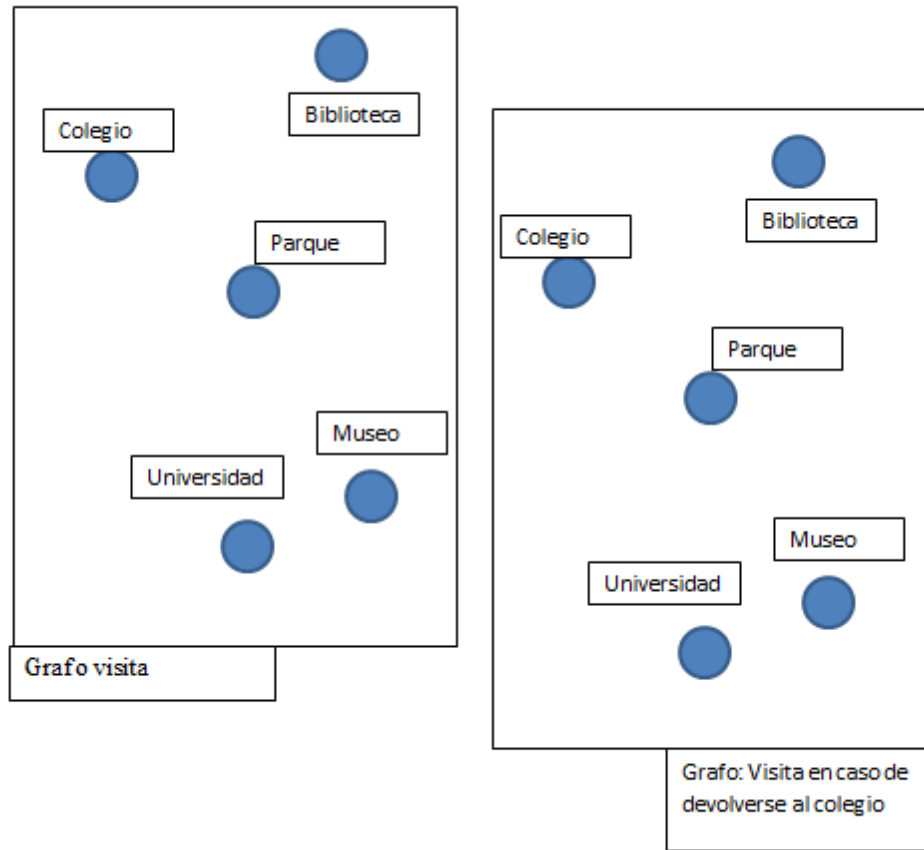 Biblioteca
Colegio
Parque
Museo
Universidad
Grafo visita
Biblioteca
Colegio
Parque
Museo
Universidad
Grafo: Visita en caso de
devolverse al colegio